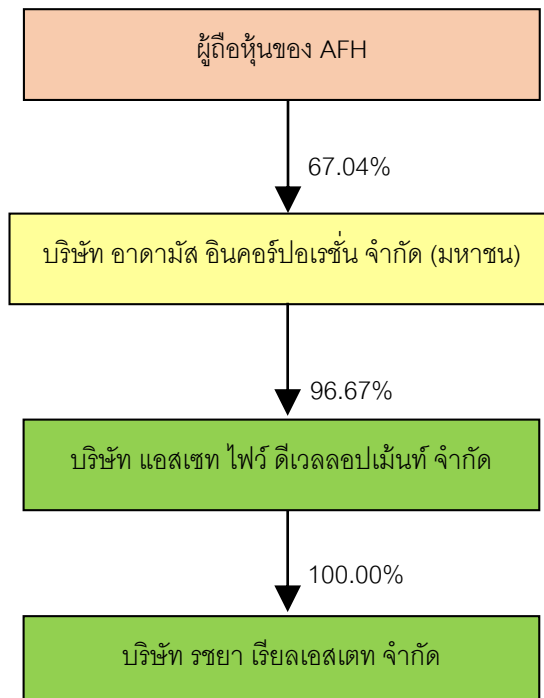 ผู้ถือหุ้นของ AFH
67.04%
บริษัท อาดามัส อินคอร์ปอเรชั่น จำกัด (มหาชน)
96.67%
บริษัท แอสเซท ไฟว์ ดีเวลลอปเม้นท์ จำกัด
100.00%
บริษัท รชยา เรียลเอสเตท จำกัด